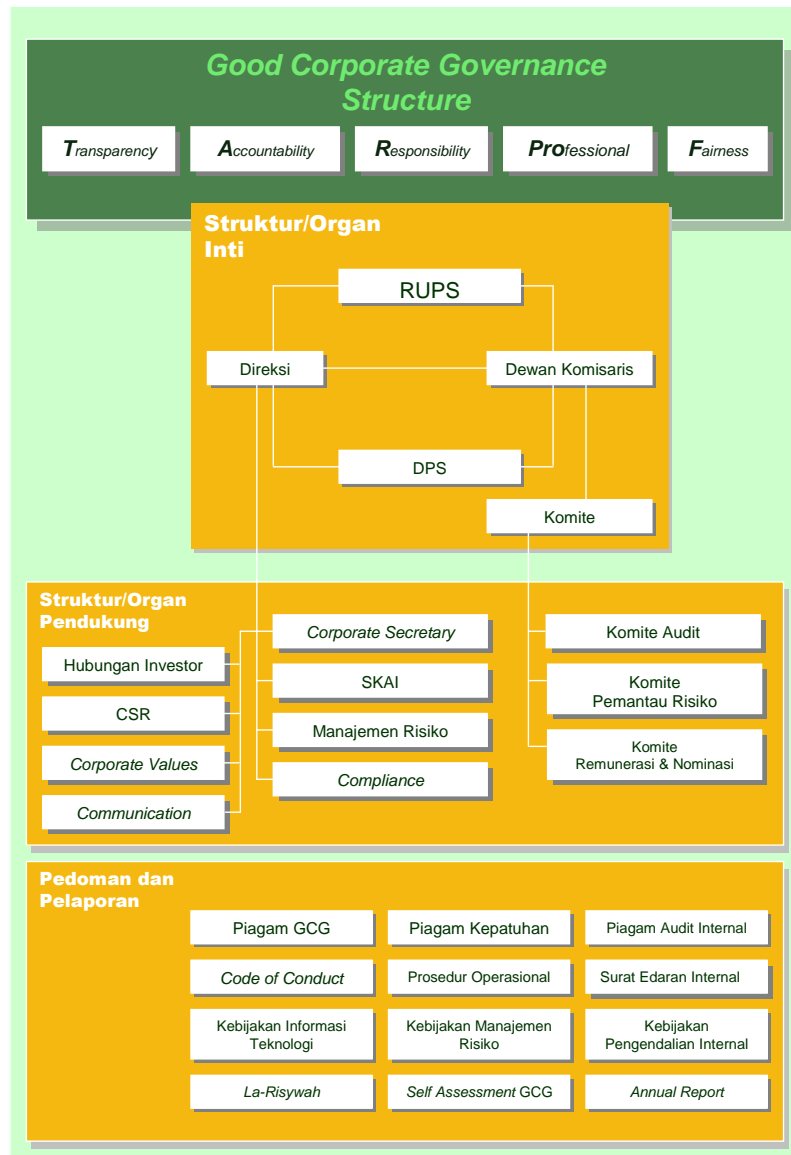 Good Corporate Governance
Structure
Transparency
Accountability
Responsibility
Professional
Fairness
Struktur/Organ
Inti
RUPS
Direksi
Dewan Komisaris
DPS
Komite
Struktur/Organ
Pendukung
Hubungan Investor
CSR
Corporate Values
Communication
Corporate Secretary
SKAI
Manajemen Risiko
Compliance
Komite Audit
Komite
Pemantau Risiko
Komite
Remunerasi & Nominasi
Pedoman dan
Pelaporan
Piagam GCG
Piagam Kepatuhan
Piagam Audit Internal
Code of Conduct
Prosedur Operasional
Surat Edaran Internal
Kebijakan Informasi
Teknologi
Kebijakan Manajemen
Risiko
Kebijakan
Pengendalian Internal
La-Risywah
Self Assessment GCG
Annual Report